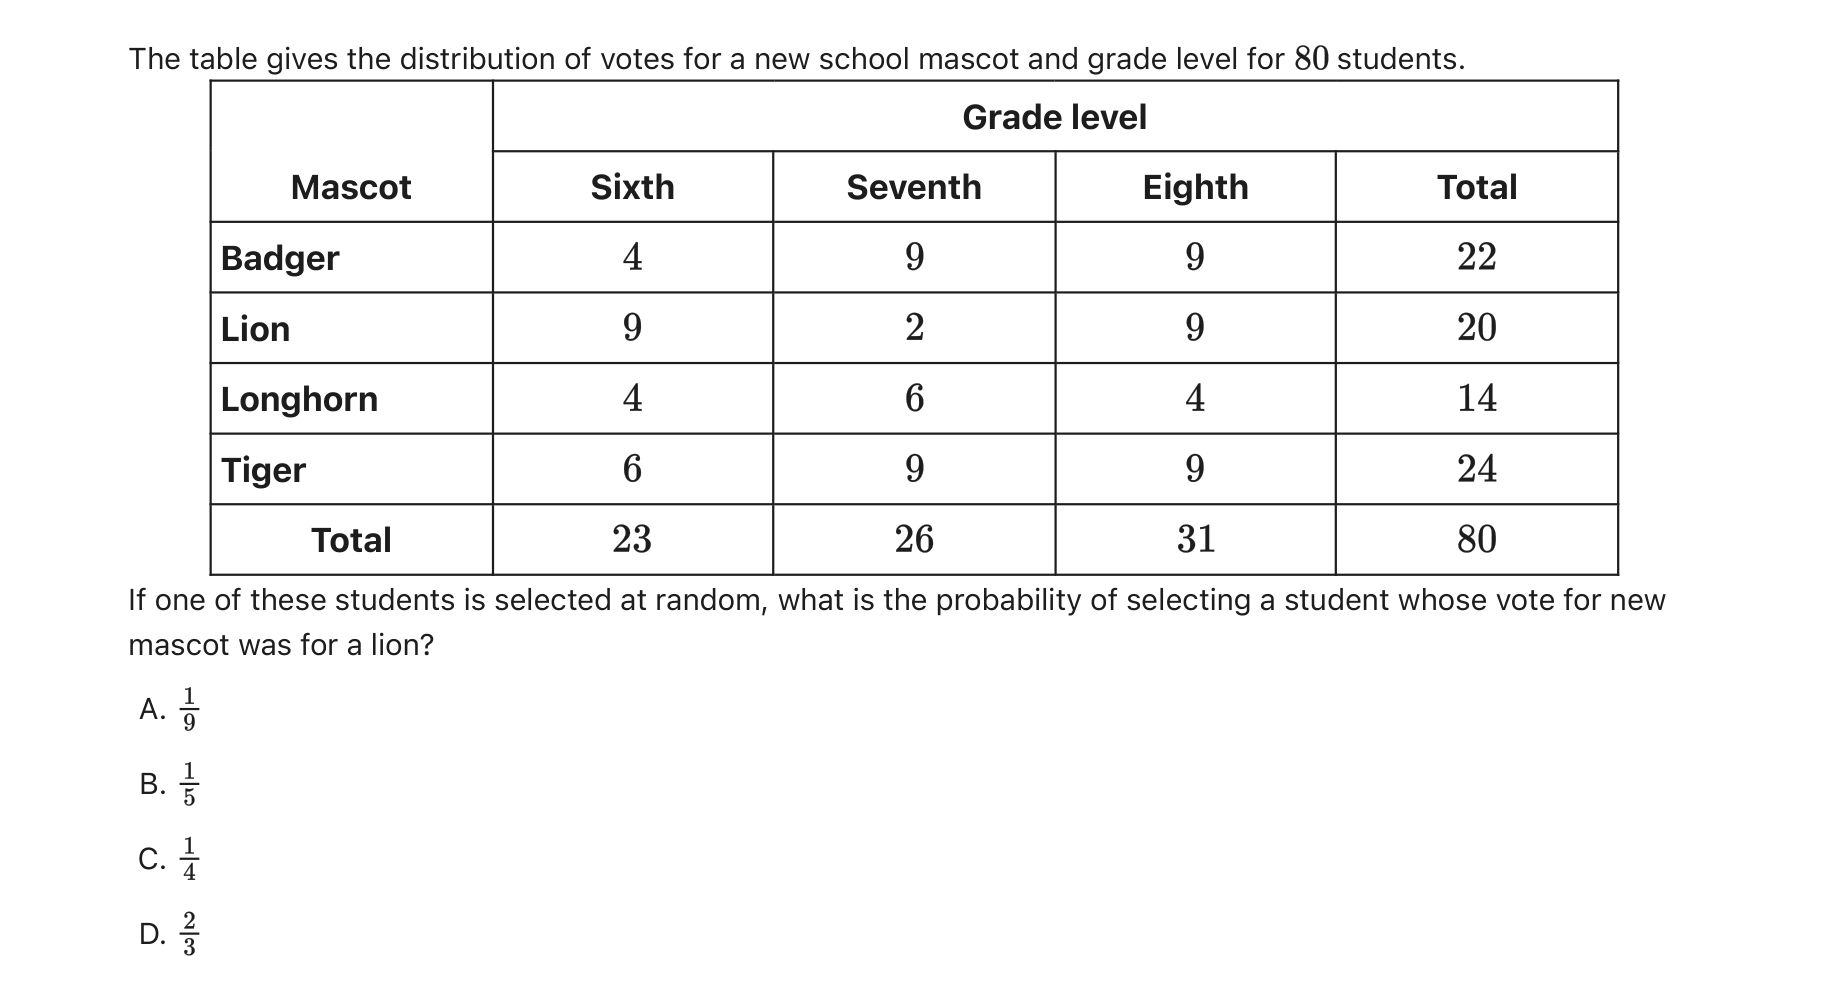 The table gives the distribution of votes for a new school mascot and grade level for 80 students.
Grade level
Mascot Sixth Seventh Eighth Total
Badger 4 9 9 22
Lion 9 2 9 20
Longhorn 4 6 4 14
Tiger 6 9 9 24
Total 23 26 31 80
If one of these students is selected at random, what is the probability of selecting a student whose vote for new
mascot was for a lion?
A. 1/9
B. 1/5
C. 1/4
D. 2/3